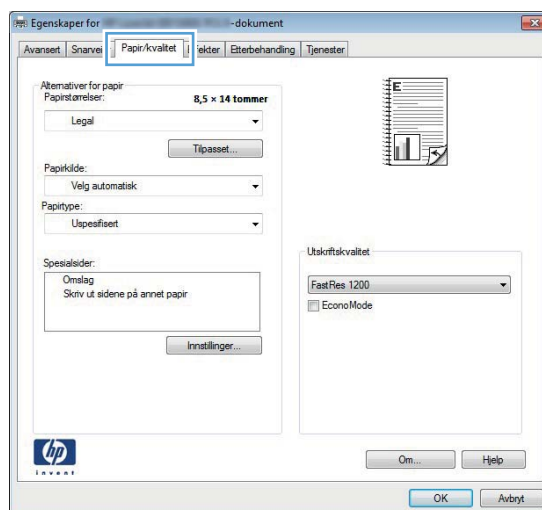 Egenskaper for -dokument
Avansert Snarvei Papir/kvalitet Etterbehandling Tjenester
Alternativer for papir
Papirstørrelser: 8,5 × 14 tommer
Legal
Tilpasset...
Papirkilde:
Velg automatisk
Papirtype:
Uspesifisert
Spesialsider:
Omslag
Skriv ut sidene på annet papir
Innstillinger...
E
Utskriftskvalitet
FastRes 1200
EconoMode
hp
invent
Om... Hjelp
OK Avbryt